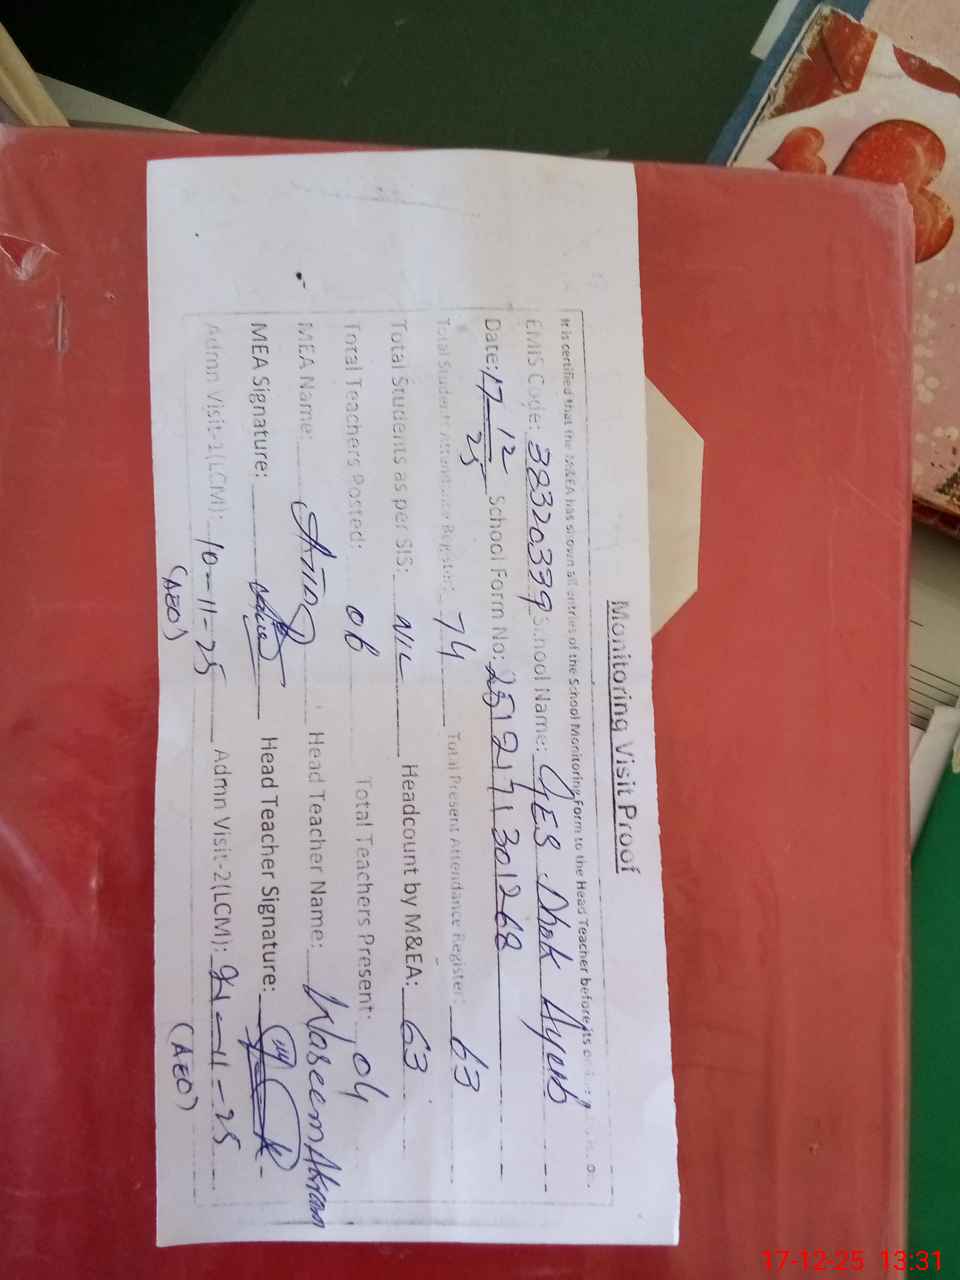 Monitoring Visit Proof
It is certified that the M&EA has shown all entries of the School Monitoring Form to the Head Teacher before its
EMIS Code: 38320339 School Name: GES Dhok Ayub
Date: 17-12-25 School Form No: 2512171301268
Total Student Attendance Register: 74 Total Present Attendance Register: 63
Total Students as per SIS: NIL Headcount by M&EA: 63
Total Teachers Posted: 06 Total Teachers Present: 04
MEA Name: Head Teacher Name: Waseem Akram
MEA Signature: Head Teacher Signature:
Admn Visit-1(LCM): 10-11-25 Admn Visit-2(LCM): 21-11-25
(AEO) (AEO)
17-12-25 13:31